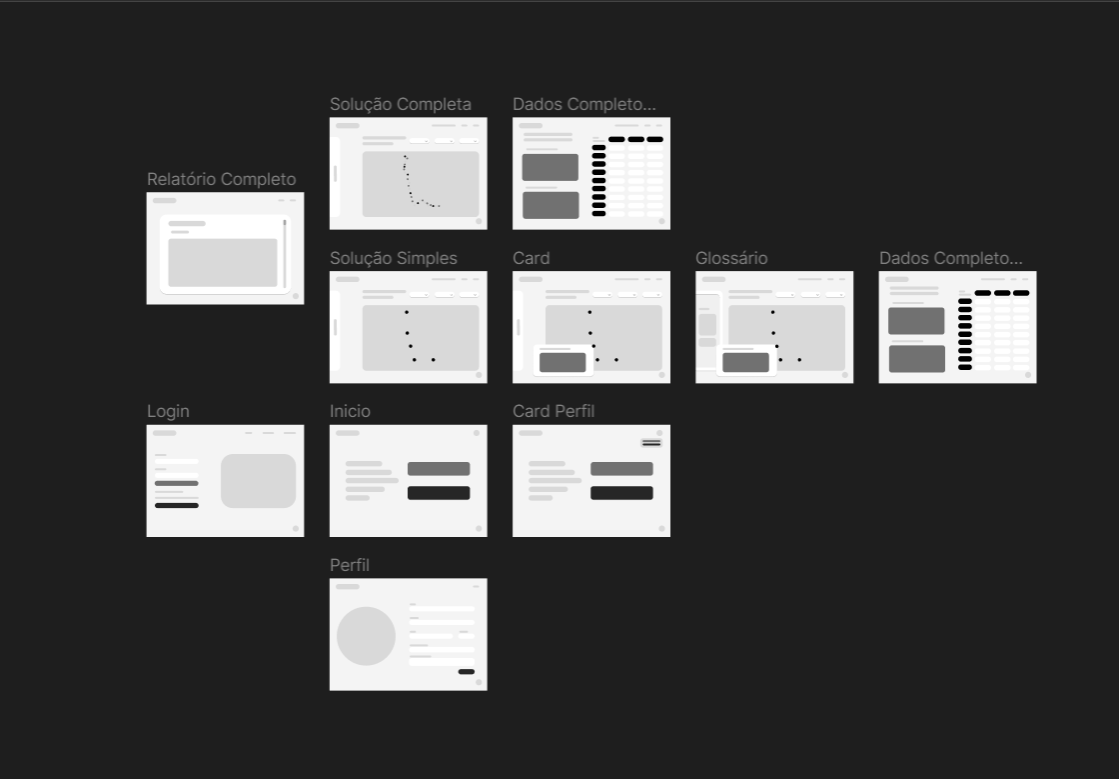 Solução Completa
Dados Completo...
Relatório Completo
Solução Simples
Card
Glossário
Dados Completo...
Login
Inicio
Card Perfil
Perfil